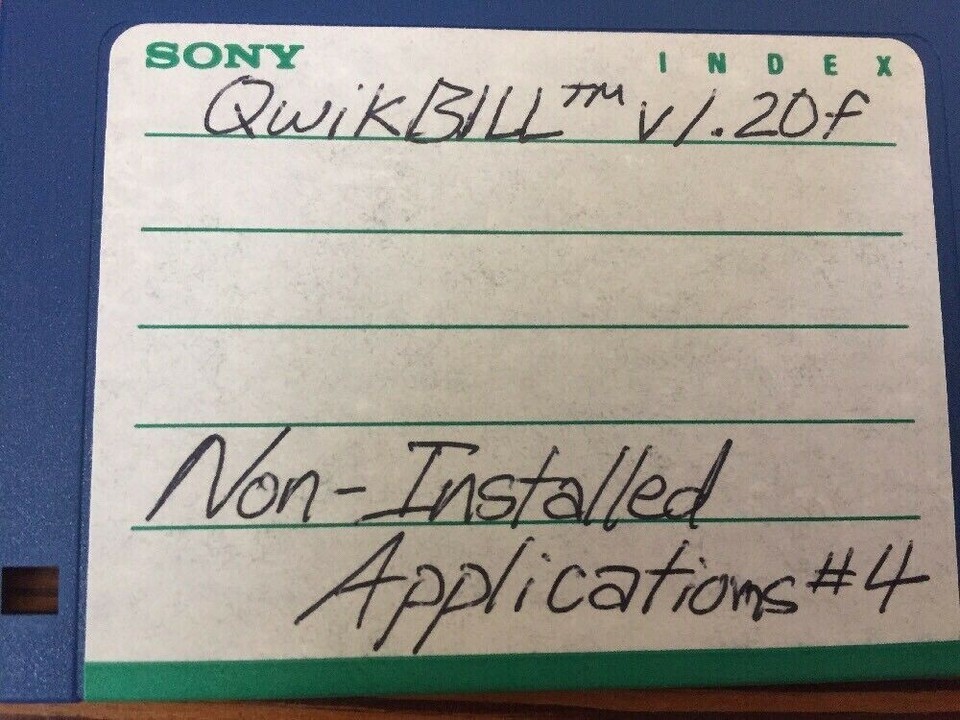 SONY INDEX
QwikBILL™ v1.20f
Non-Installed
Applications #4